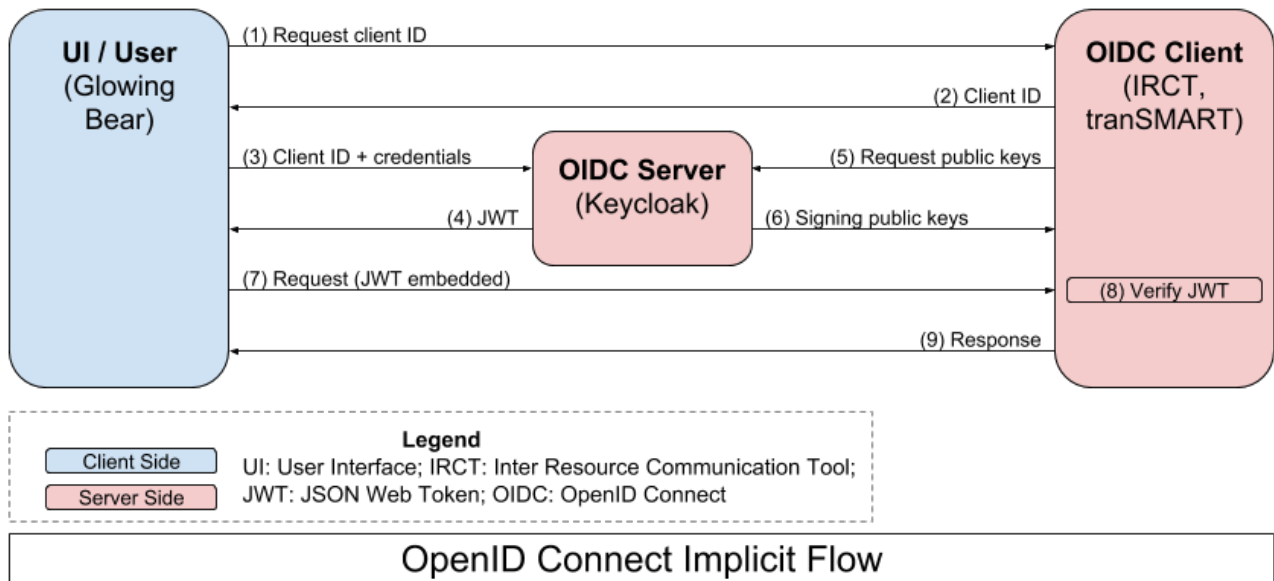 UI / User
(Glowing
Bear)
(1) Request client ID
OIDC Client
(IRCT,
tranSMART)
(2) Client ID
(3) Client ID + credentials
OIDC Server
(Keycloak)
(5) Request public keys
(4) JWT
(6) Signing public keys
(7) Request (JWT embedded)
(8) Verify JWT
(9) Response
Legend
Client Side
UI: User Interface; IRCT: Inter Resource Communication Tool;
Server Side
JWT: JSON Web Token; OIDC: OpenID Connect
OpenID Connect Implicit Flow